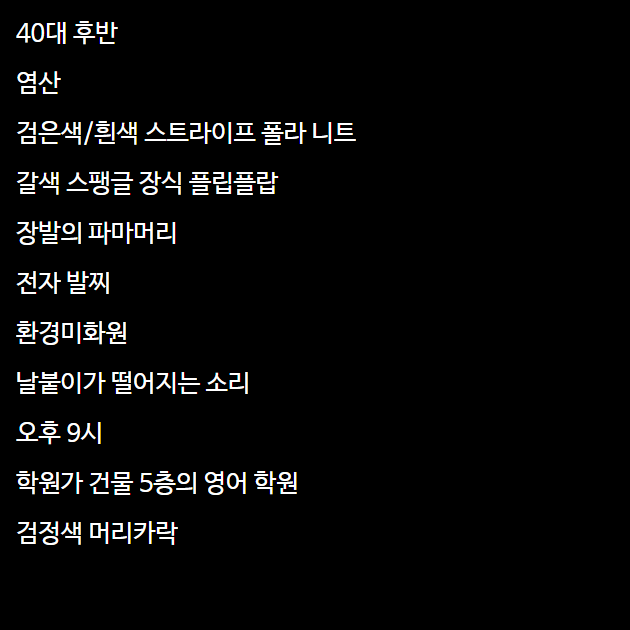 40대 후반
염산
검은색/흰색 스트라이프 폴라 니트
갈색 스팽글 장식 플립플랍
장발의 파마머리
전자 발찌
환경미화원
날붙이가 떨어지는 소리
오후 9시
학원가 건물 5층의 영어 학원
검정색 머리카락